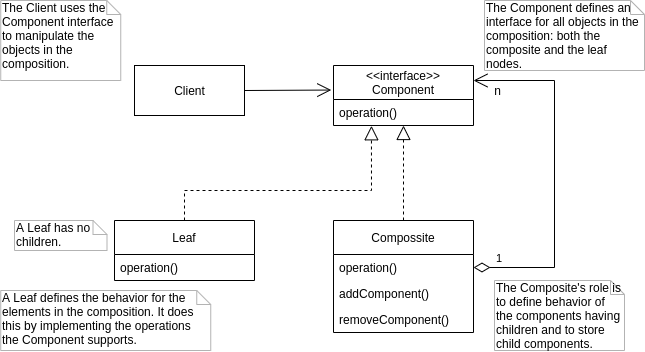 The Client uses the
Component interface
to manipulate the
objects in the
composition.
The Component defines an
interface for all objects in the
composition: both the
composite and the leaf
nodes.
Client
<<interface>>
Component
operation()
n
A Leaf has no
children.
Leaf
operation()
Compossite
operation()
addComponent()
removeComponent()
1
A Leaf defines the behavior for the
elements in the composition. It does
this by implementing the operations
the Component supports.
The Composite's role is
to define behavior of
the components having
children and to store
child components.